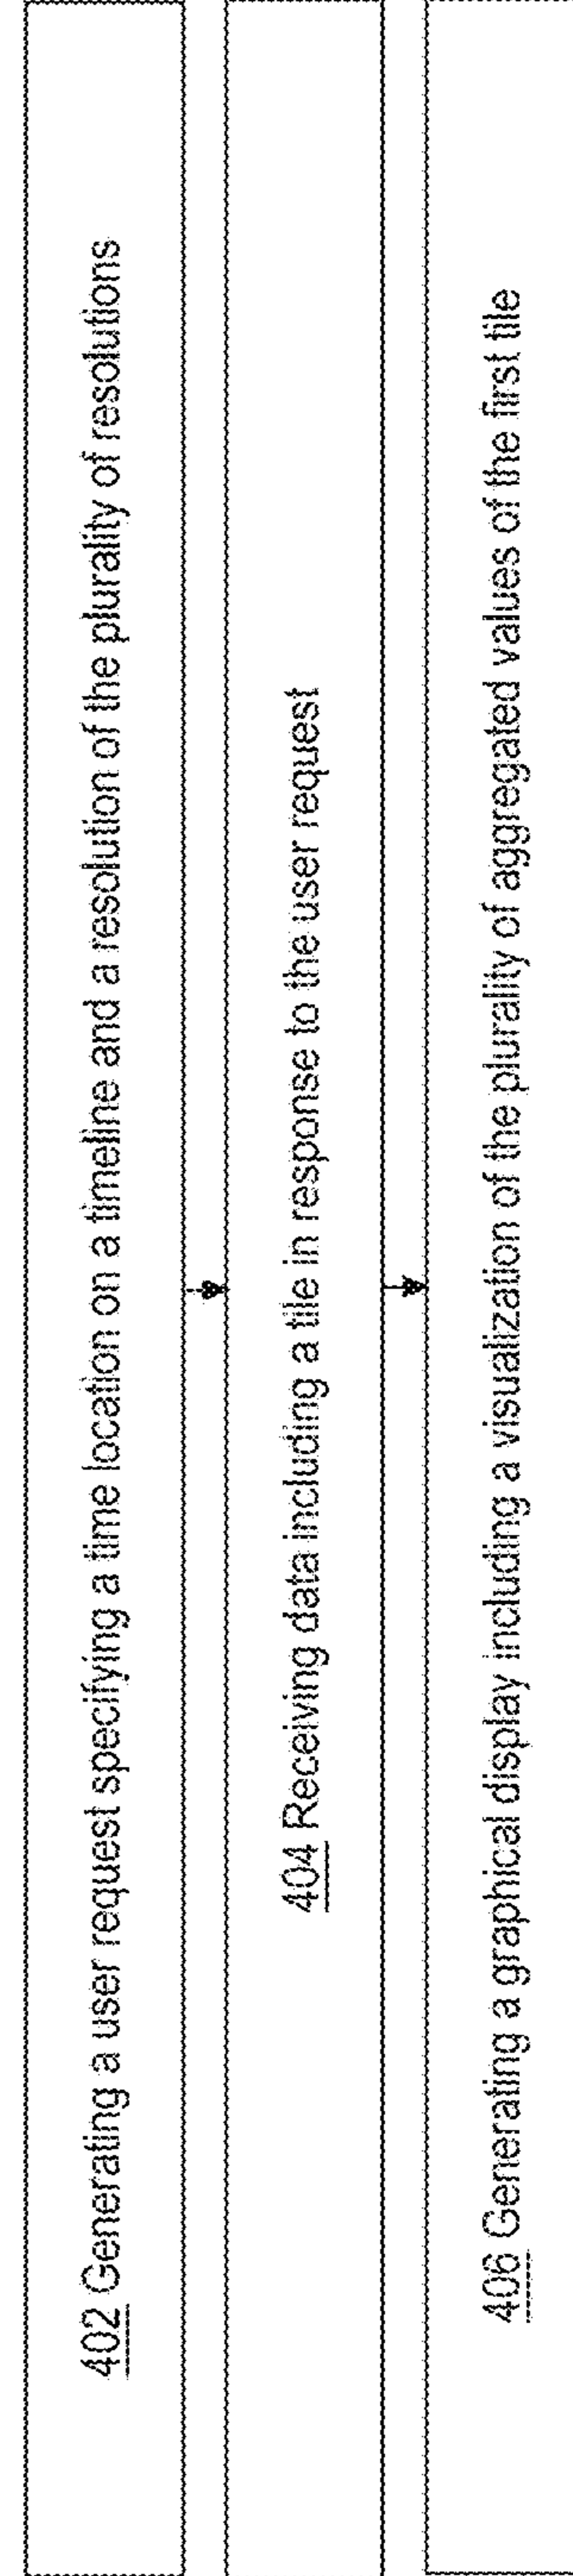 402 Generating a user request specifying a time location on a timeline and a resolution of the plurality of resolutions
404 Receiving data including a tile in response to the user request
406 Generating a graphical display including a visualization of the plurality of aggregated values of the first tile